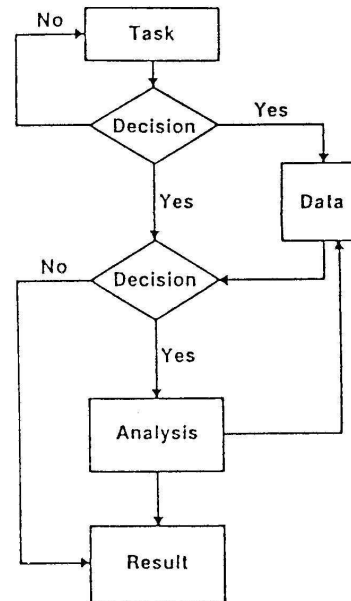 No
Task
Decision
Yes
Yes
Data
No
Decision
Yes
Analysis
Result